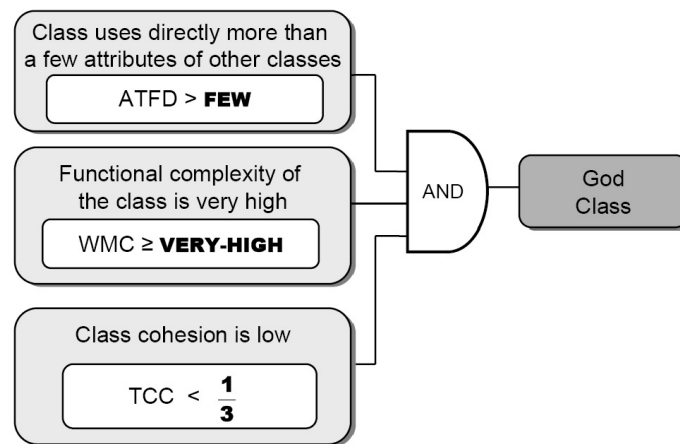 Class uses directly more than
a few attributes of other classes
ATFD > FEW
Functional complexity of
the class is very high
WMC ≥ VERY-HIGH
Class cohesion is low
TCC < 1/3
AND
God
Class